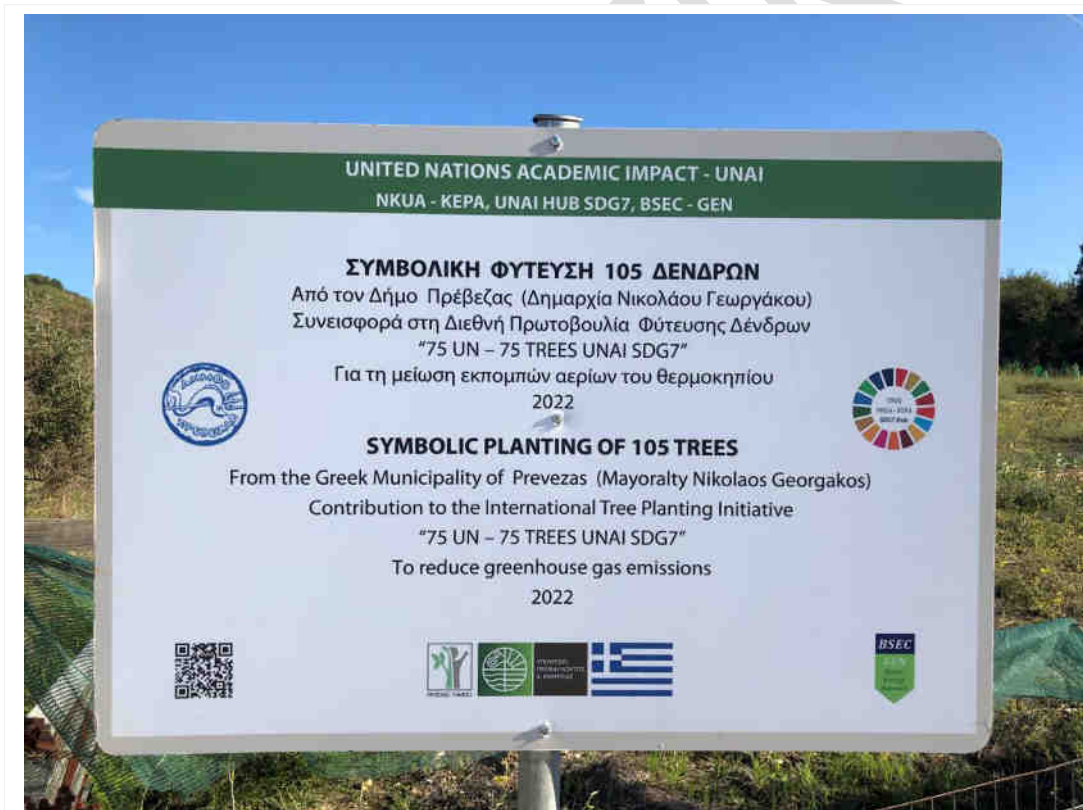 UNITED NATIONS ACADEMIC IMPACT - UNAI
NKUA - KEPA, UNAI HUB SDG7, BSEC - GEN
ΣΥΜΒΟΛΙΚΗ ΦΥΤΕΥΣΗ 105 ΔΕΝΔΡΩΝ
Από τον Δήμο Πρέβεζας (Δημαρχία Νικολάου Γεωργάκου)
Συνεισφορά στη Διεθνή Πρωτοβουλία Φύτευσης Δένδρων
"75 UN – 75 TREES UNAI SDG7"
Για τη μείωση εκπομπών αερίων του θερμοκηπίου
2022
SYMBOLIC PLANTING OF 105 TREES
From the Greek Municipality of Prevezas (Mayoralty Nikolaos Georgakos)
Contribution to the International Tree Planting Initiative
"75 UN – 75 TREES UNAI SDG7"
To reduce greenhouse gas emissions
2022
BSEC